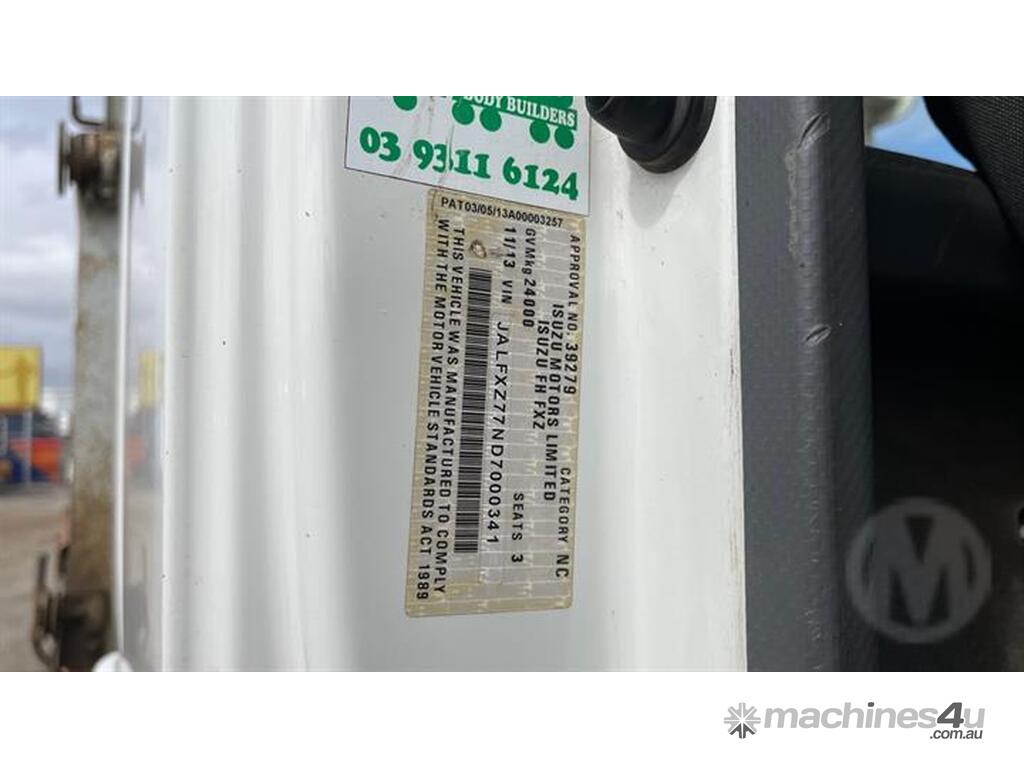 BODY BUILDERS
03 9311 6124
PAT03/05/13A00003257
APPROVAL NO. 39279 CATEGORY NC
ISUZU MOTORS LIMITED
ISUZU FH FXZ
GVMkg 24000
11/13 VIN JALFXZ77ND7000341 SEATS 3
THIS VEHICLE WAS MANUFACTURED TO COMPLY
WITH THE MOTOR VEHICLE STANDARDS ACT 1989
M
machines4u
.com.au